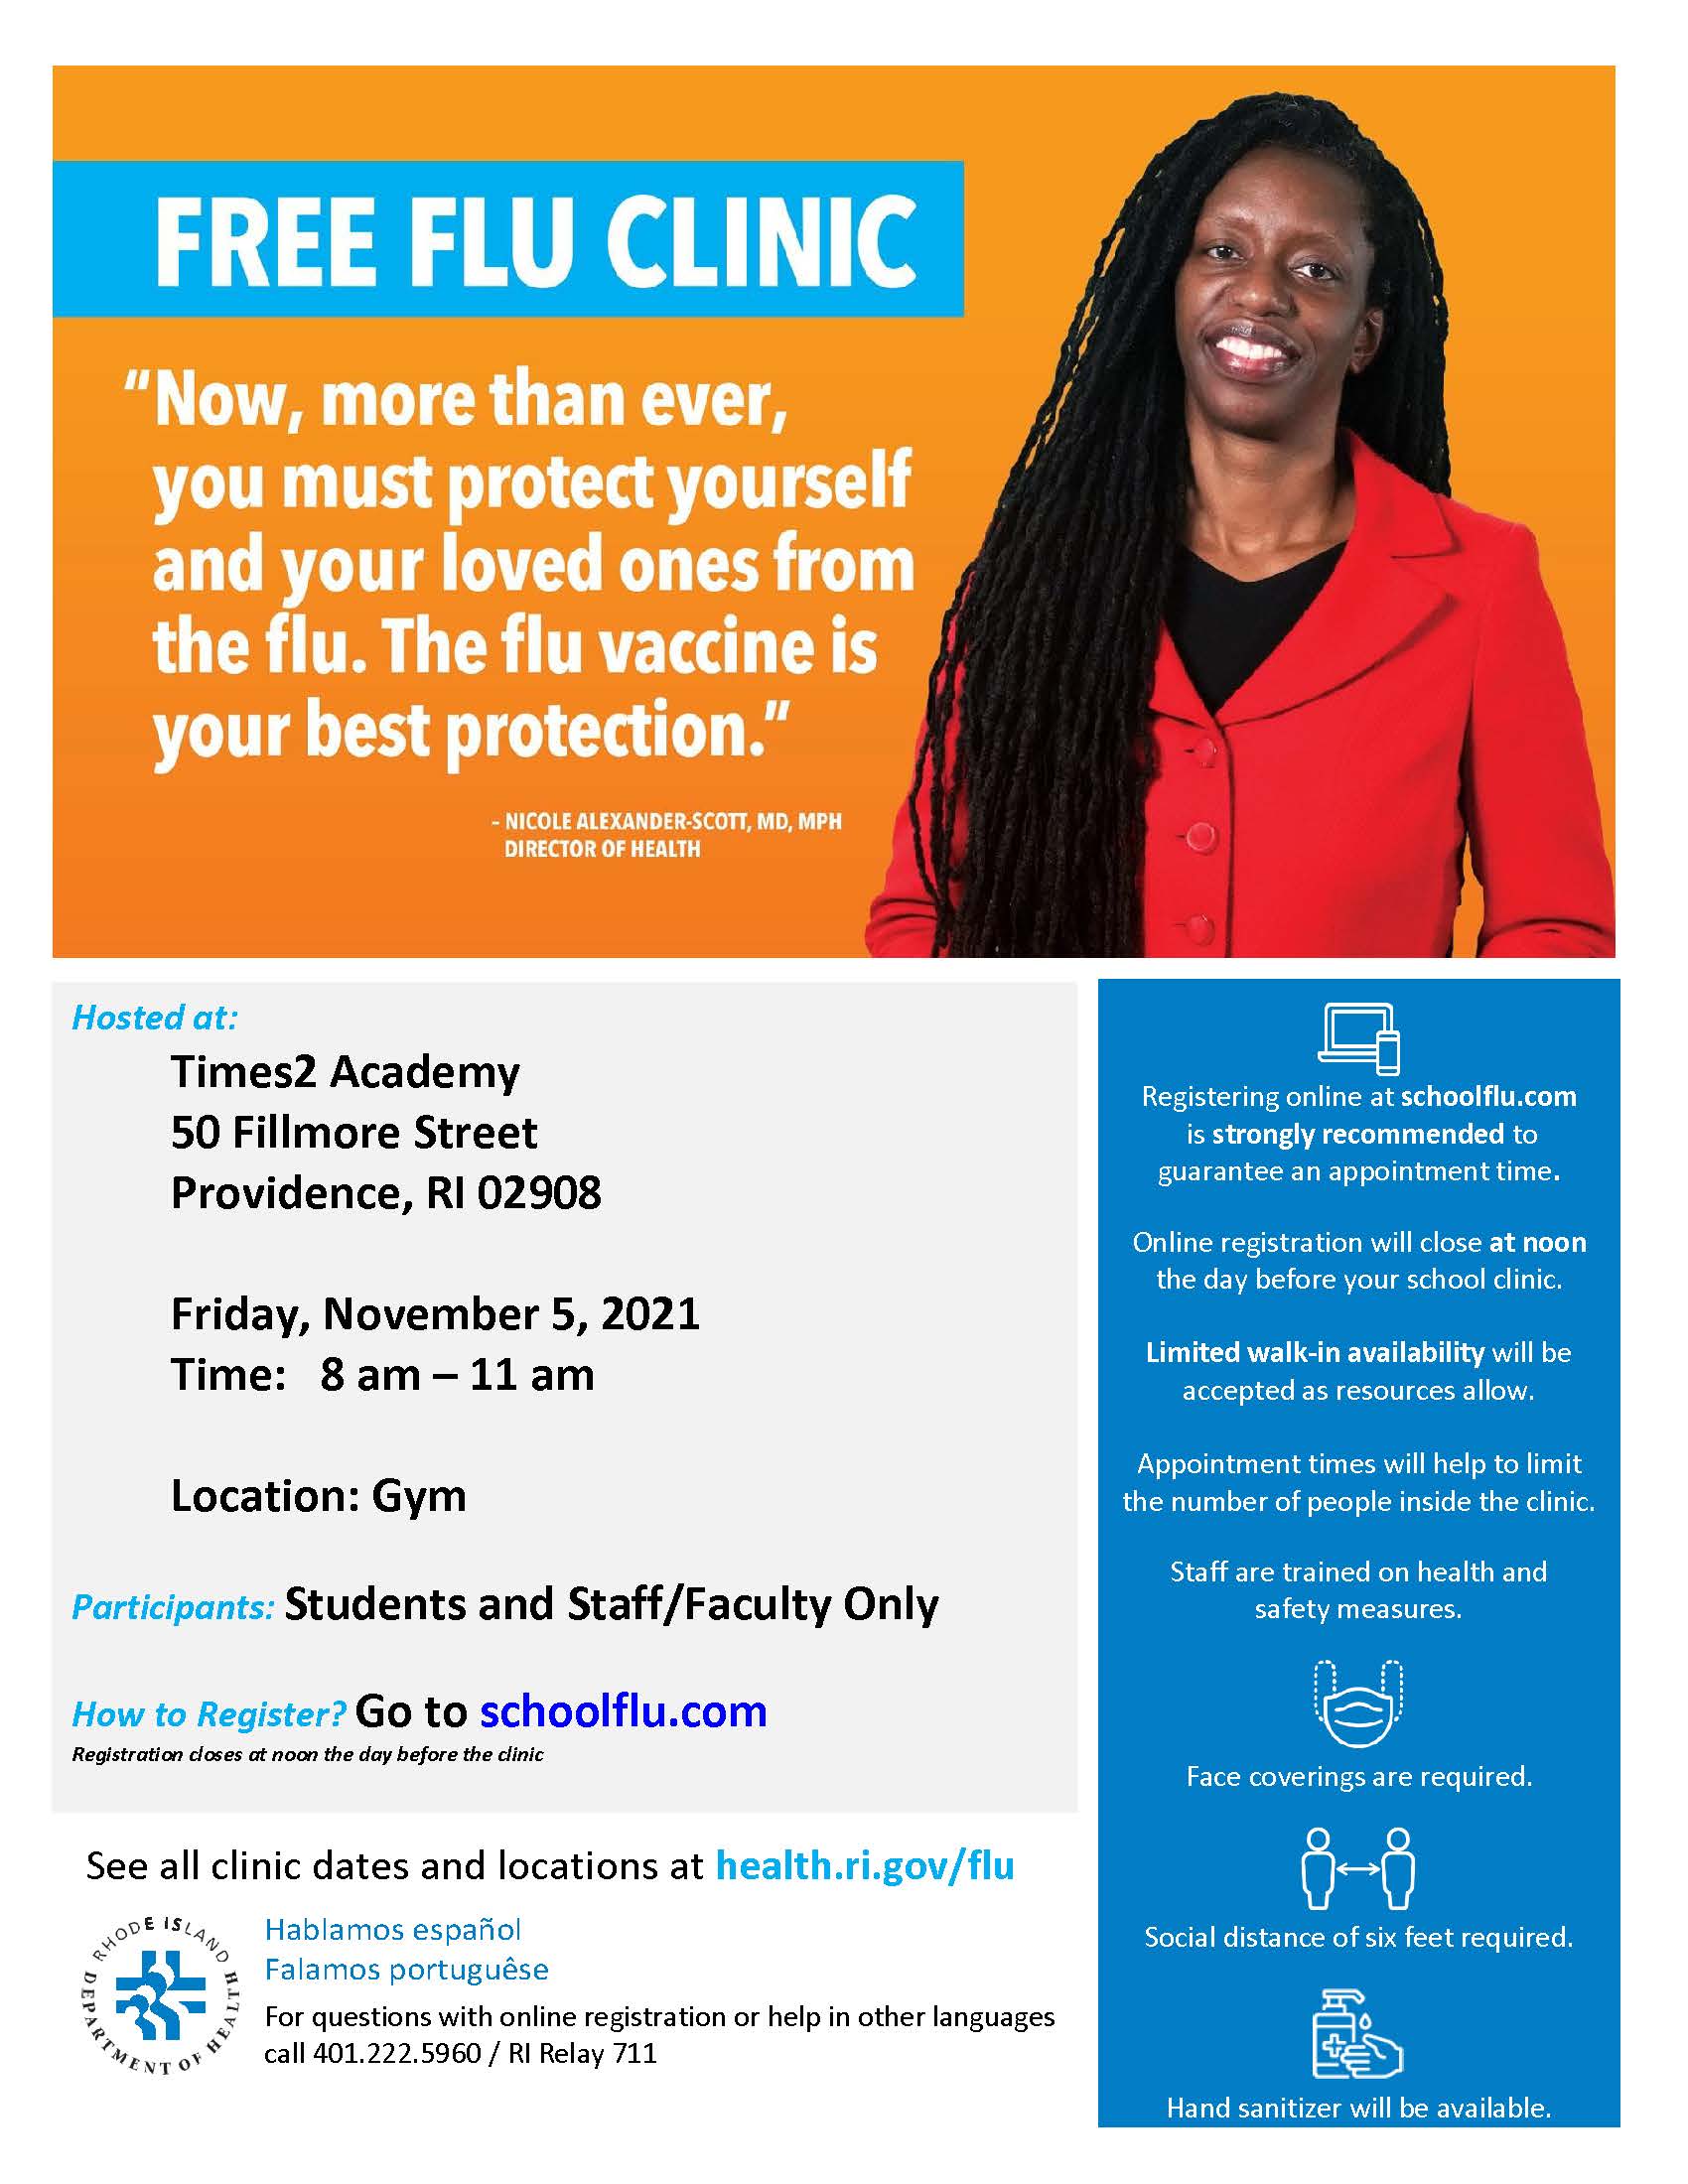 FREE FLU CLINIC
“Now, more than ever,
you must protect yourself
and your loved ones from
the flu. The flu vaccine is
your best protection.”
– NICOLE ALEXANDER-SCOTT, MD, MPH
DIRECTOR OF HEALTH
Hosted at:
Times2 Academy
50 Fillmore Street
Providence, RI 02908
Friday, November 5, 2021
Time: 8 am – 11 am
Location: Gym
Participants: Students and Staff/Faculty Only
How to Register? Go to schoolflu.com
Registration closes at noon the day before the clinic
See all clinic dates and locations at health.ri.gov/flu
RHODE ISLAND
DEPARTMENT OF HEALTH
Hablamos español
Falamos portuguêse
For questions with online registration or help in other languages
call 401.222.5960 / RI Relay 711
Registering online at schoolflu.com
is strongly recommended to
guarantee an appointment time.
Online registration will close at noon
the day before your school clinic.
Limited walk-in availability will be
accepted as resources allow.
Appointment times will help to limit
the number of people inside the clinic.
Staff are trained on health and
safety measures.
Face coverings are required.
Social distance of six feet required.
Hand sanitizer will be available.